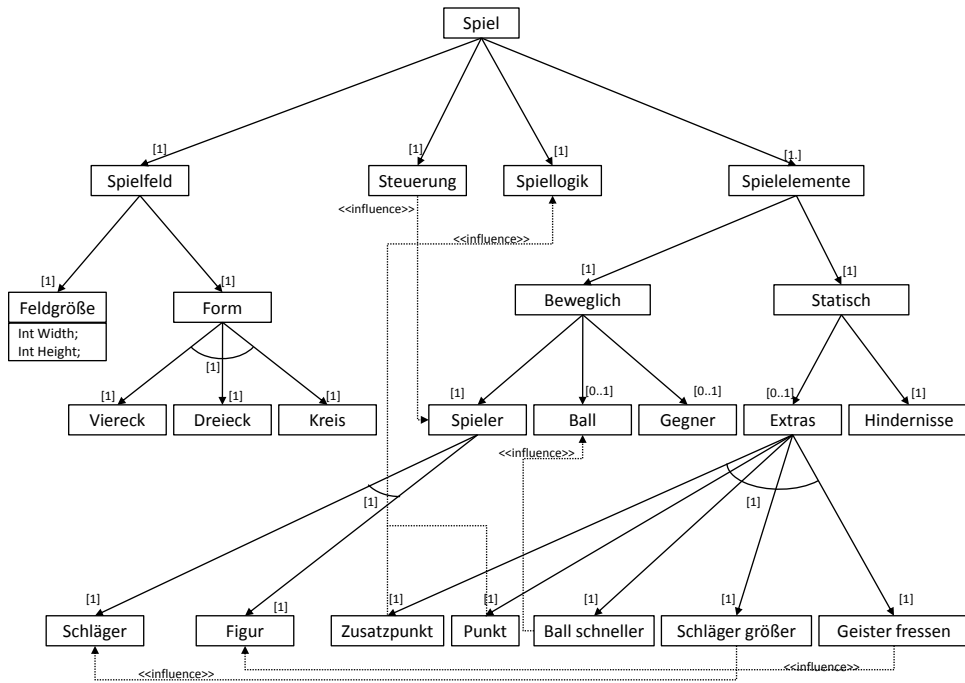 Spiel
[1]
[1]
[1]
[1.]
Spielfeld
Steuerung
Spiellogik
Spielelemente
<<influence>>
<<influence>>
[1]
[1]
[1]
[1]
Feldgröße
Int Width;
Int Height;
Form
Beweglich
Statisch
[1]
[1]
[1]
[1]
[1]
[0..1]
[0..1]
[0..1]
[1]
Viereck
Dreieck
Kreis
Spieler
Ball
Gegner
Extras
Hindernisse
<<influence>>
[1]
[1]
[1]
[1]
[1]
[1]
[1]
[1]
[1]
Schläger
Figur
Zusatzpunkt
Punkt
Ball schneller
Schläger größer
Geister fressen
<<influence>>
<<influence>>